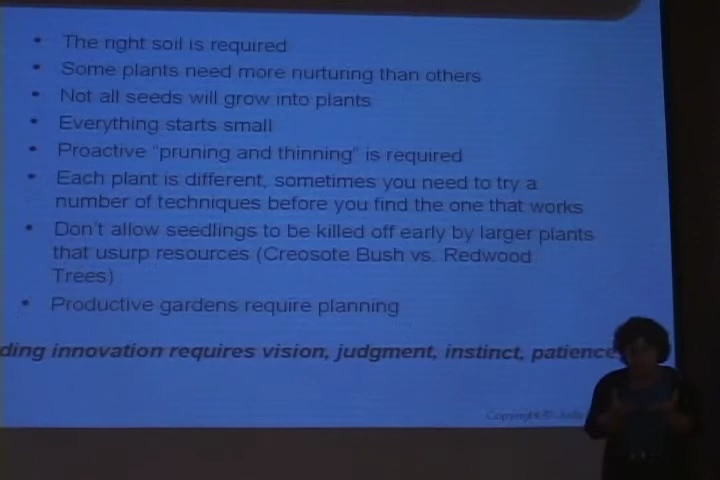 • The right soil is required
• Some plants need more nurturing than others
• Not all seeds will grow into plants
• Everything starts small
• Proactive "pruning and thinning" is required
• Each plant is different, sometimes you need to try a
number of techniques before you find the one that works
• Don't allow seedlings to be killed off early by larger plants
that usurp resources (Creosote Bush vs. Redwood
Trees)
• Productive gardens require planning
ding innovation requires vision, judgment, instinct, patience
Copyright ©